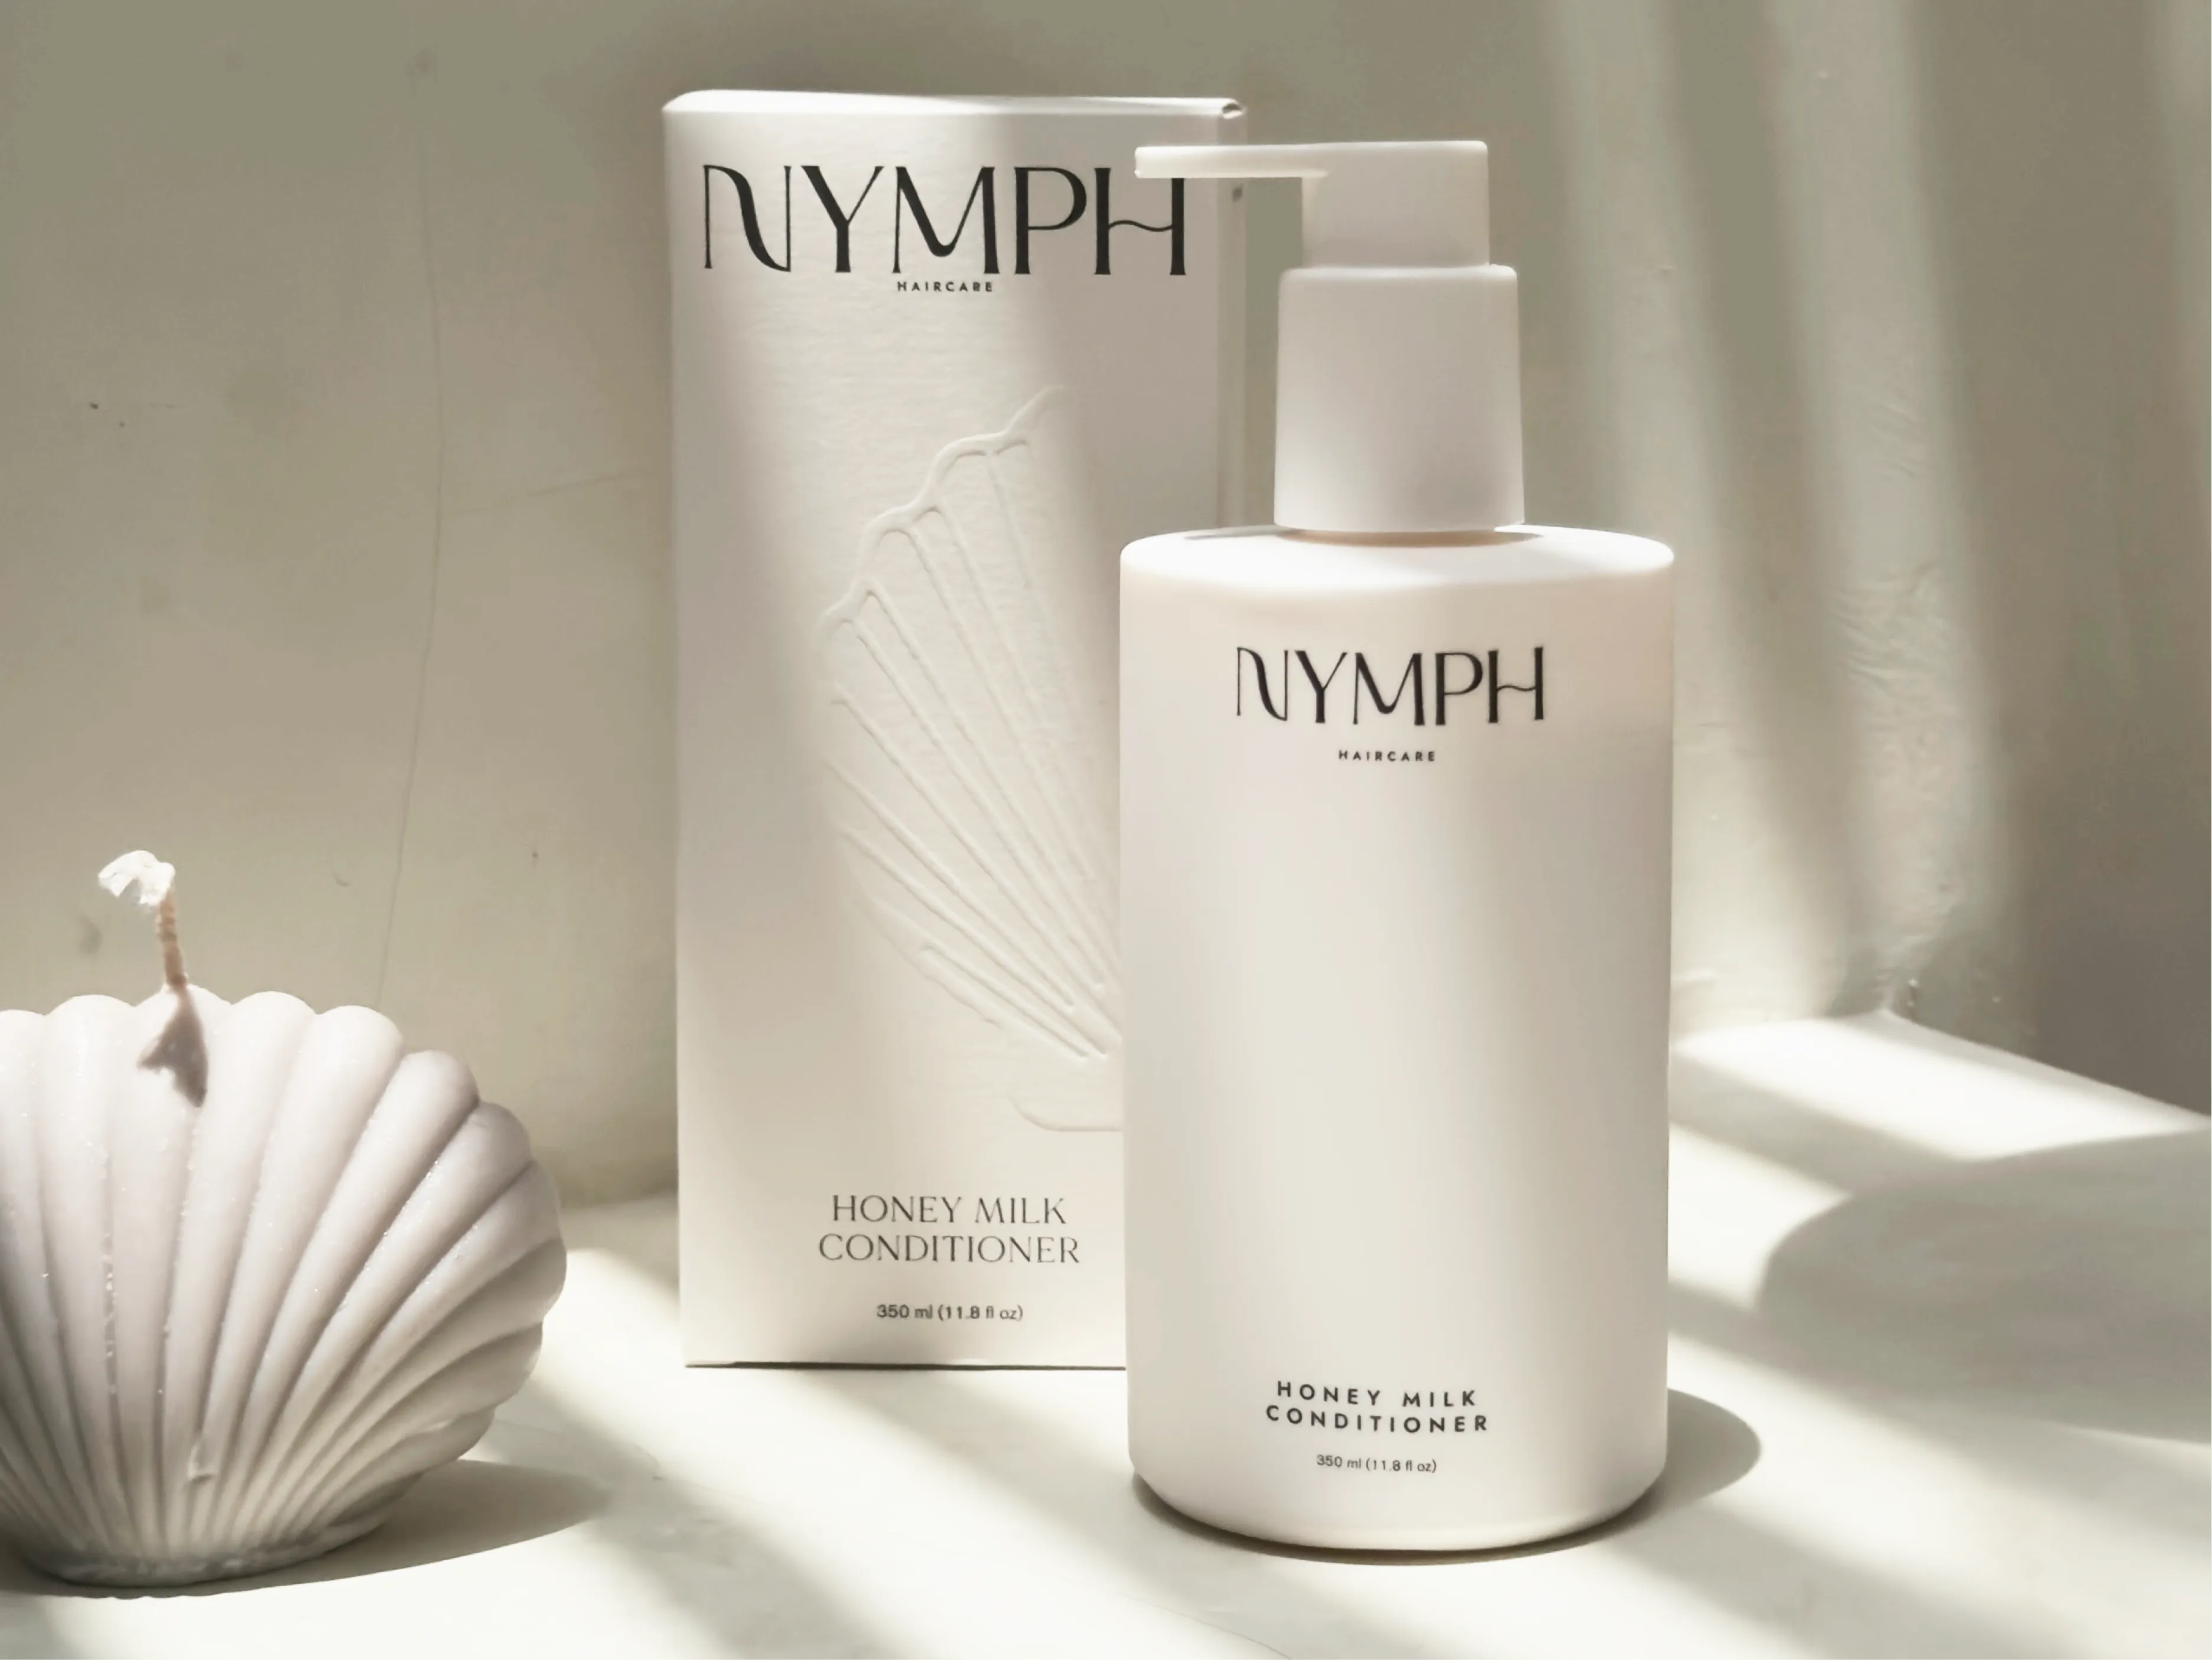 NYMPH
HAIRCARE
HONEY MILK
CONDITIONER
350 ml (11.8 fl oz)
NYMPH
HAIRCARE
HONEY MILK
CONDITIONER
350 ml (11.8 fl oz)